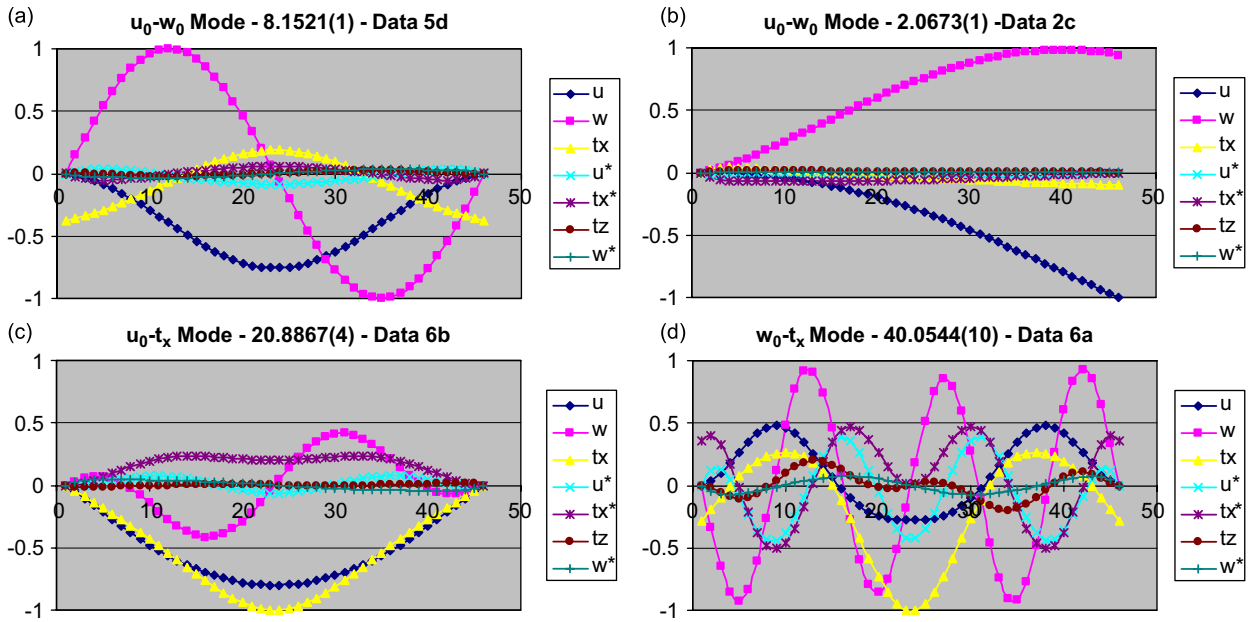 (a)
u0-w0 Mode - 8.1521(1) - Data 5d
1
0.5
0
-0.5
-1
0 10 20 30 40 50
u
w
tx
u*
tx*
tz
w*
(b)
u0-w0 Mode - 2.0673(1) -Data 2c
1
0.5
0
-0.5
-1
0 10 20 30 40 50
u
w
tx
u*
tx*
tz
w*
(c)
u0-tx Mode - 20.8867(4) - Data 6b
1
0.5
0
-0.5
-1
0 10 20 30 40 50
u
w
tx
u*
tx*
tz
w*
(d)
w0-tx Mode - 40.0544(10) - Data 6a
1
0.5
0
-0.5
-1
0 10 20 30 40 50
u
w
tx
u*
tx*
tz
w*